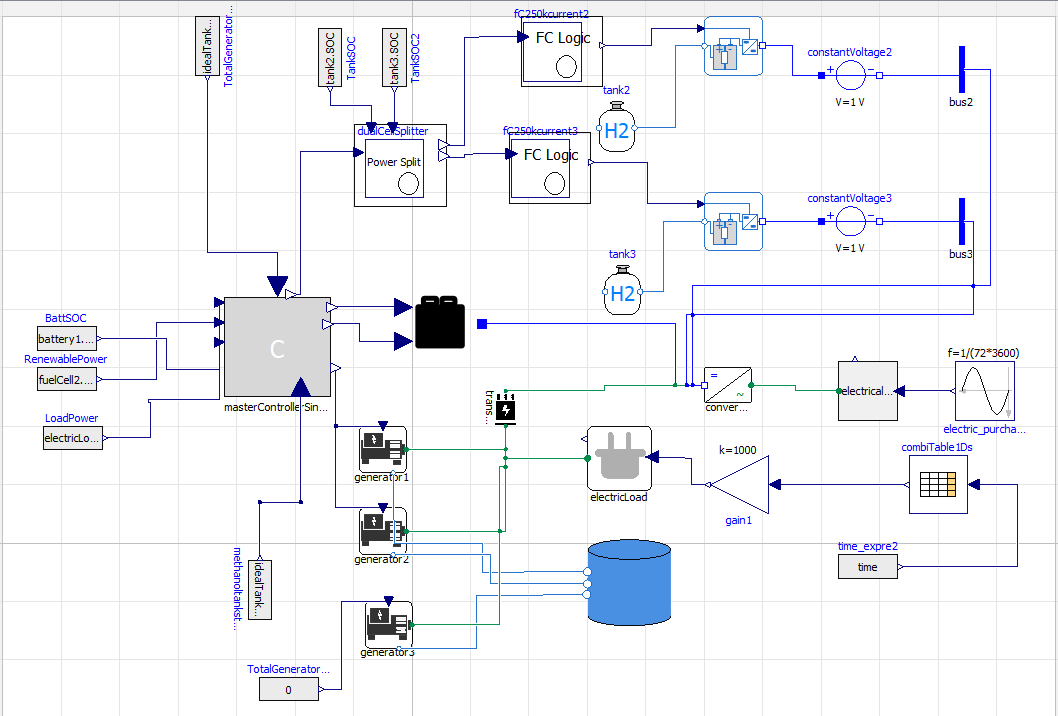 fC250kcurrent2
idealTank...
TotalGenerator...
tank2.SOC
TankSOC
tank3.SOC
TankSOC2
FC Logic
constantVoltage2
+
−
V=1 V
bus2
tank2
H2
dualCellSplitter
Power Split
fC250kcurrent3
FC Logic
constantVoltage3
+
−
V=1 V
bus3
tank3
H2
BattSOC
battery1....
RenewablePower
fuelCell2....
C
masterControllerSin...
LoadPower
electricLo...
trans...
=
~
conver...
electrical...
f=1/(72*3600)
electric_purcha...
generator1
electricLoad
k=1000
gain1
combiTable1Ds
generator2
time_expre2
time
methanoltankst...
idealTank...
generator3
TotalGenerator...
0